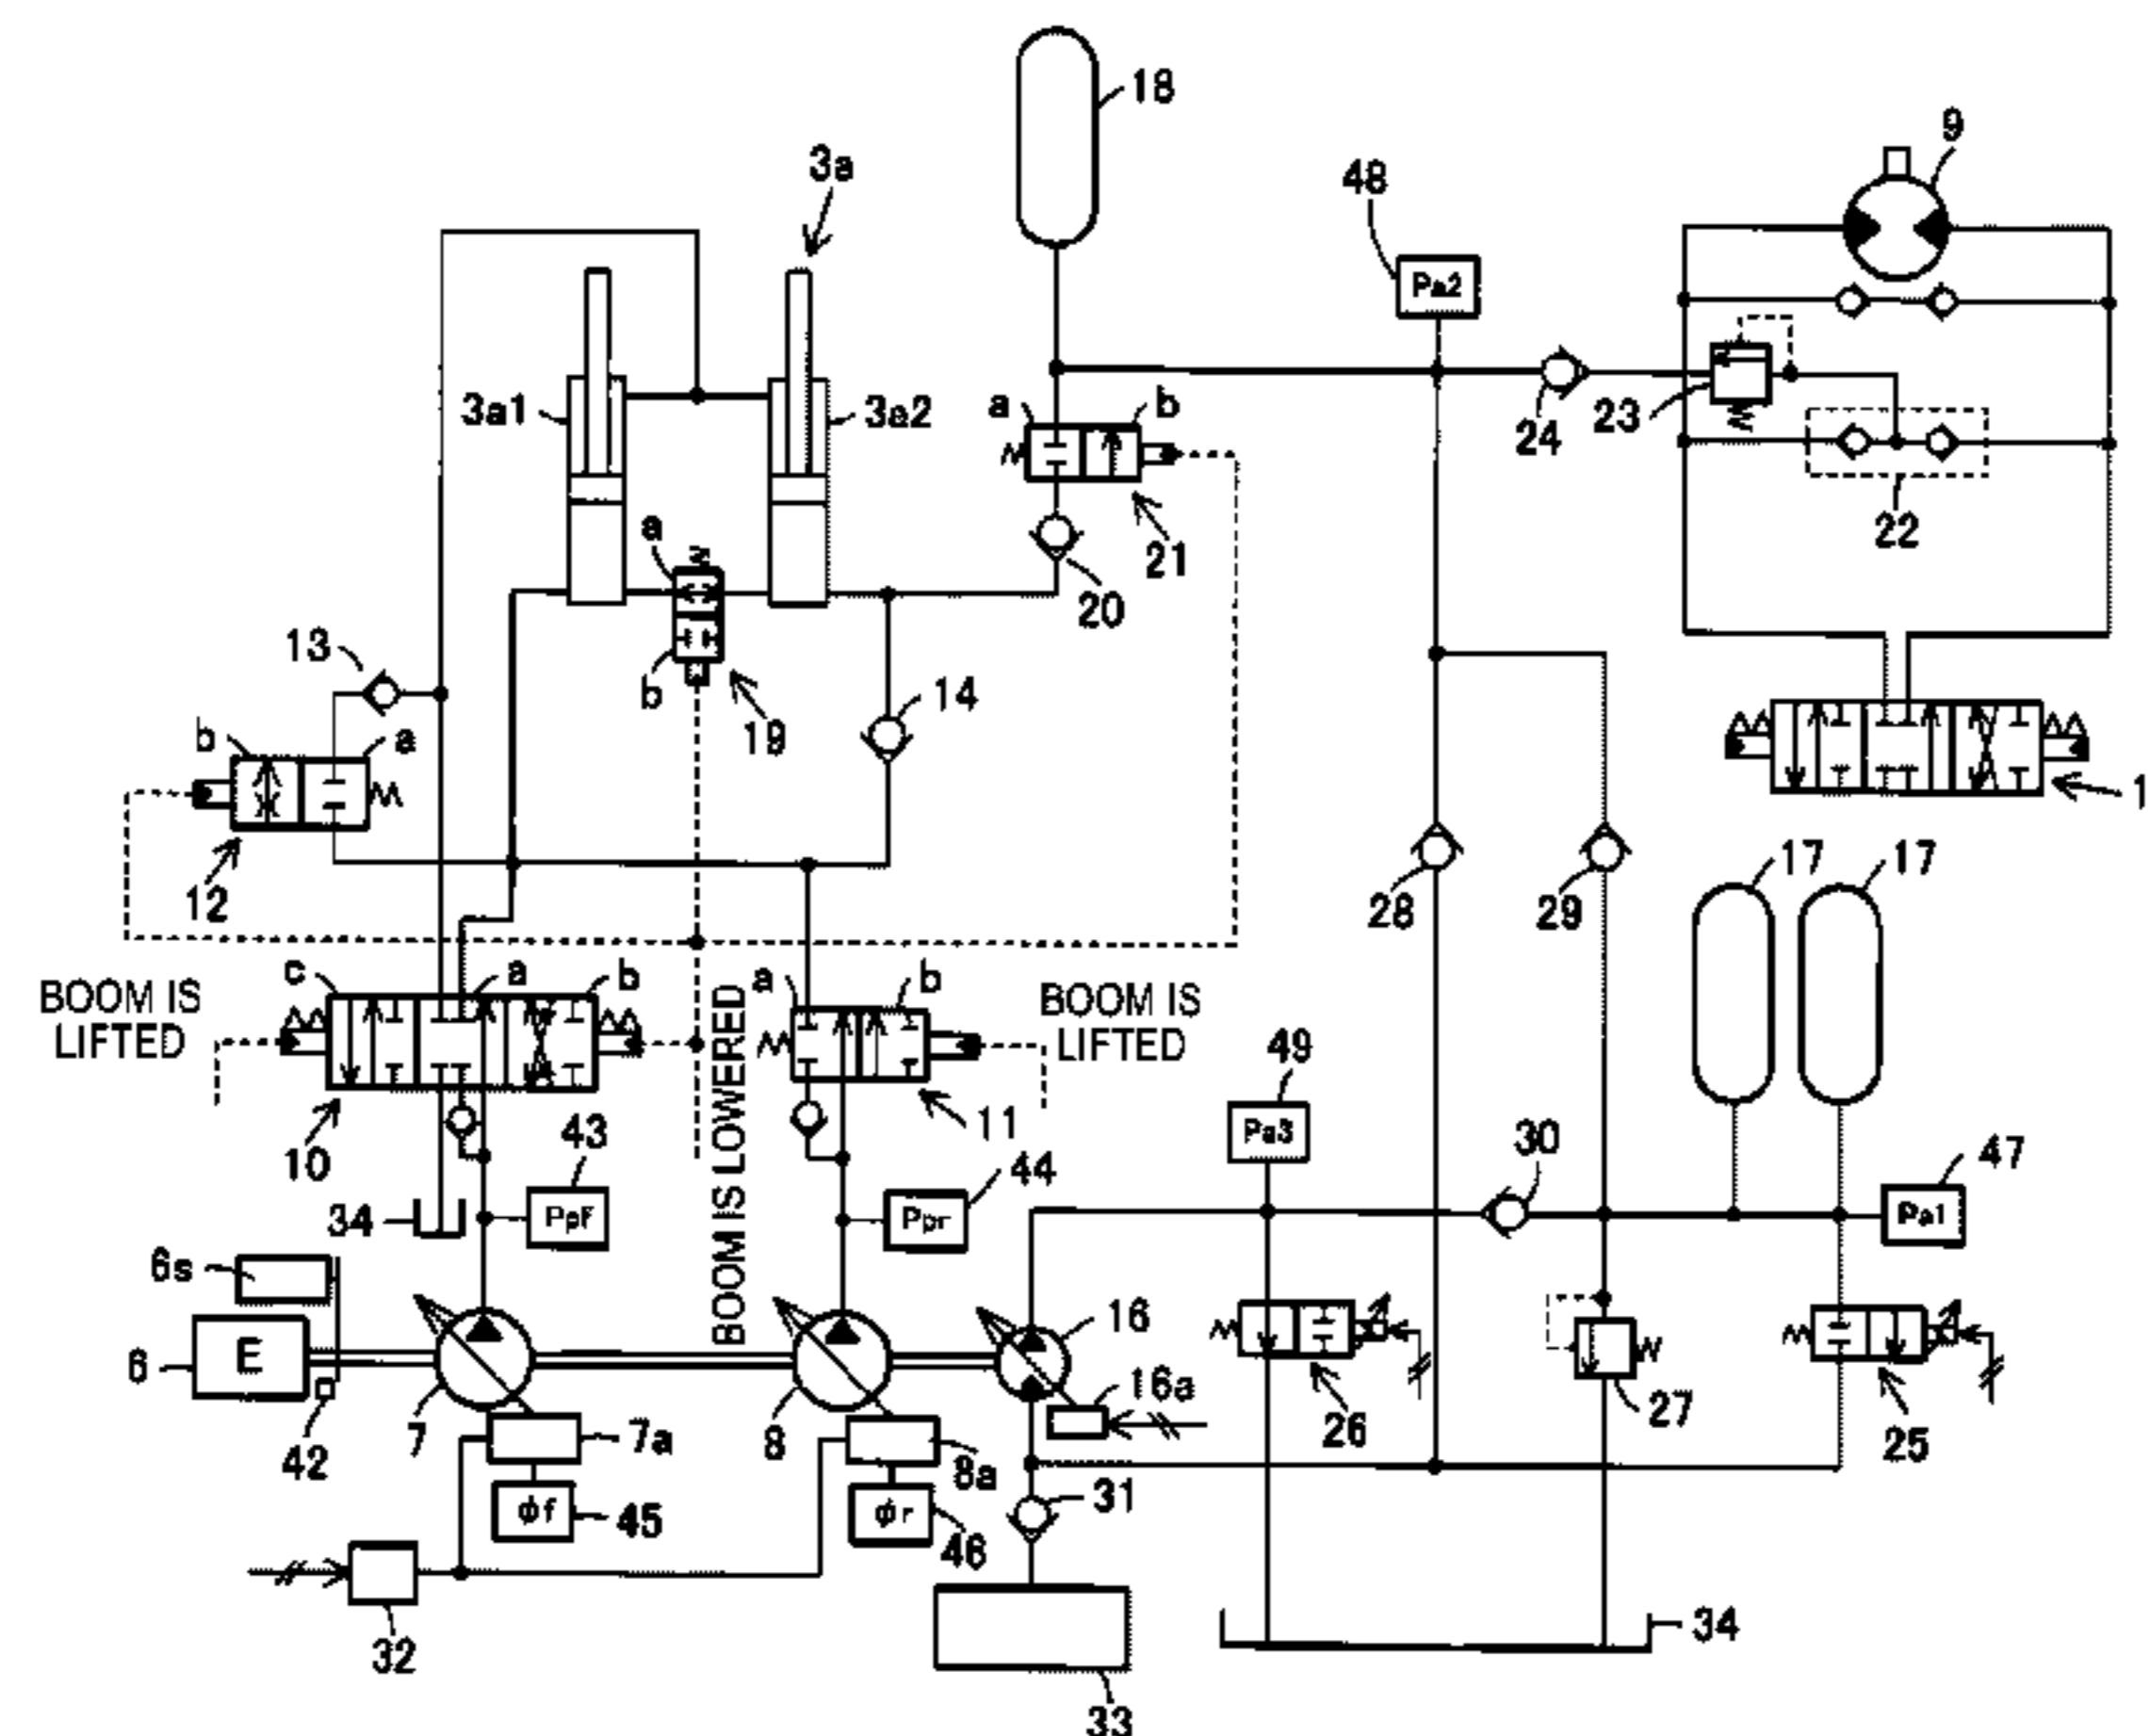 18
3a
9
48
Pa2
3a1
3a2
a
b
24
23
22
a
20
21
13
b
19
14
b
a
1
12
28
29
17
17
c
a
b
a
b
BOOM IS
LIFTED
BOOM IS
LIFTED
BOOM IS LOWERED
49
Pa3
10
43
11
30
47
34
PpF
44
Ppr
Pa1
6s
16
6
E
16a
7
7a
8
8a
26
27
25
42
φf
45
φr
46
31
32
34
33